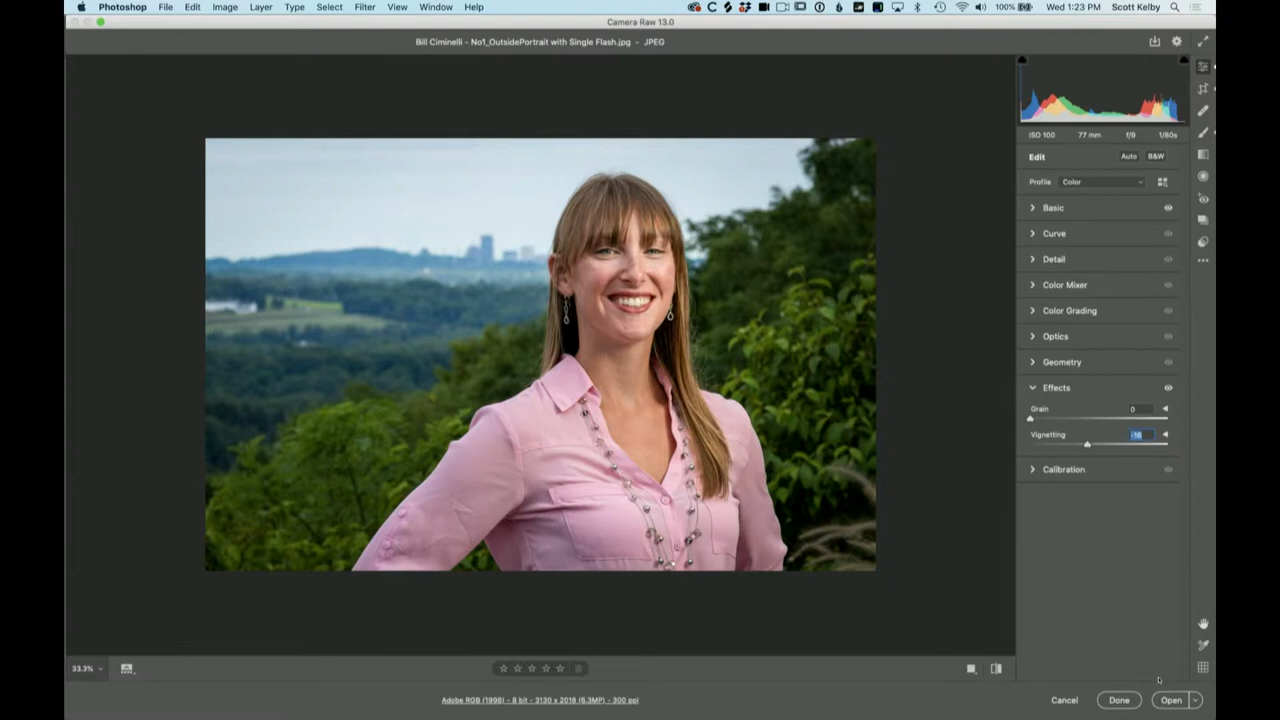 Photoshop File Edit Image Layer Type Select Filter View Window Help 100% Wed 1:23 PM Scott Kelby
Camera Raw 13.0
Bill Ciminelli - No1_OutsidePortrait with Single Flash.jpg - JPEG
ISO 100 77 mm f/9 1/80s
Edit Auto B&W
Profile Color
Basic
Curve
Detail
Color Mixer
Color Grading
Optics
Geometry
Effects
Grain 0
Vignetting -16
Calibration
33.3%
Adobe RGB (1998) - 8 bit - 3130 x 2018 (6.3MP) - 300 ppi
Cancel Done Open